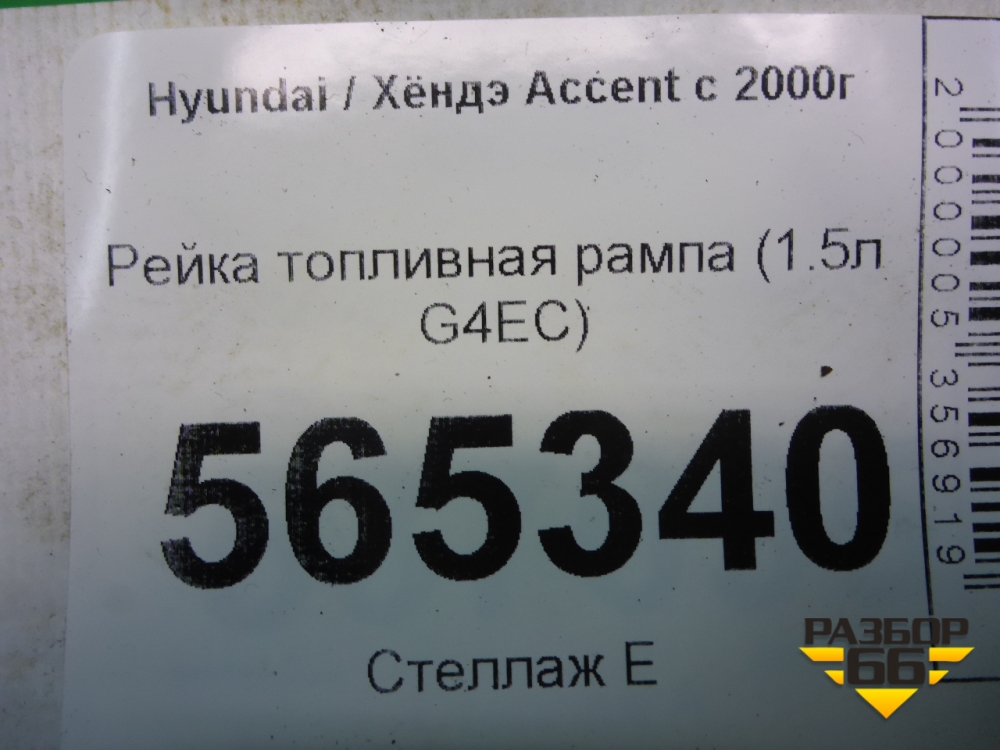 Hyundai / Хёндэ Accent с 2000г
Рейка топливная рампа (1.5л
G4EC)
565340
Стеллаж Е
2000005356919
РАЗБОР
66